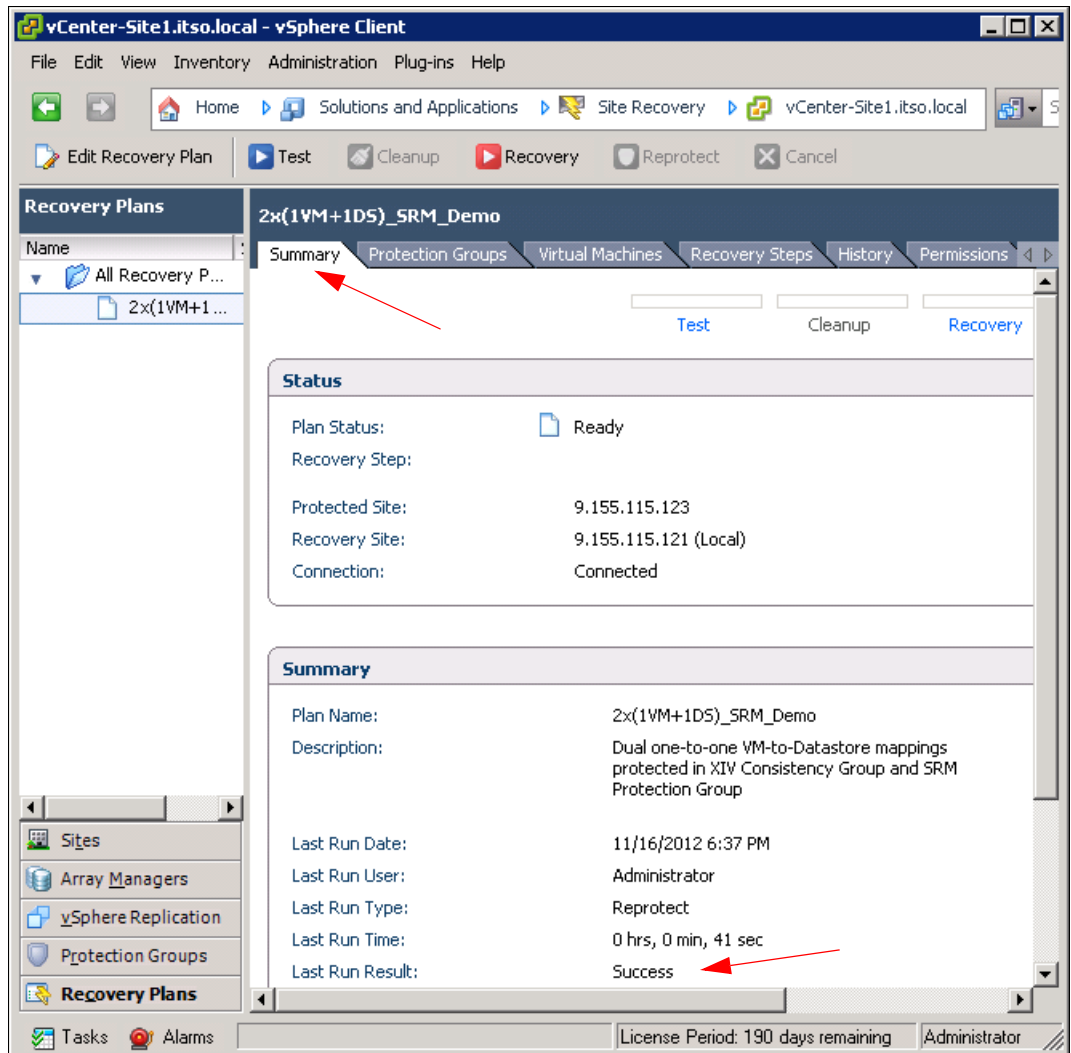 vCenter-Site1.itso.local - vSphere Client
File Edit View Inventory Administration Plug-ins Help
Home Solutions and Applications Site Recovery vCenter-Site1.itso.local S
Edit Recovery Plan Test Cleanup Recovery Reprotect Cancel
Recovery Plans
Name
All Recovery P...
2x(1VM+1...
2x(1VM+1DS)_SRM_Demo
Summary Protection Groups Virtual Machines Recovery Steps History Permissions
Test Cleanup Recovery
Status
Plan Status: Ready
Recovery Step:
Protected Site: 9.155.115.123
Recovery Site: 9.155.115.121 (Local)
Connection: Connected
Summary
Plan Name: 2x(1VM+1DS)_SRM_Demo
Description: Dual one-to-one VM-to-Datastore mappings
protected in XIV Consistency Group and SRM
Protection Group
Last Run Date: 11/16/2012 6:37 PM
Last Run User: Administrator
Last Run Type: Reprotect
Last Run Time: 0 hrs, 0 min, 41 sec
Last Run Result: Success
Sites
Array Managers
vSphere Replication
Protection Groups
Recovery Plans
Tasks Alarms License Period: 190 days remaining Administrator